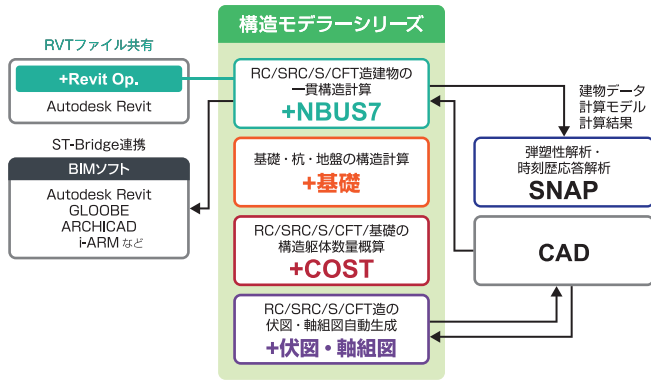 構造モデラーシリーズ
RVTファイル共有
+Revit Op.
Autodesk Revit
ST-Bridge連携
BIMソフト
Autodesk Revit
GLOOBE
ARCHICAD
i-ARM など
RC/SRC/S/CFT造建物の
一貫構造計算
+NBUS7
基礎・杭・地盤の構造計算
+基礎
RC/SRC/S/CFT/基礎の
構造躯体数量概算
+COST
RC/SRC/S/CFT造の
伏図・軸組図自動生成
+伏図・軸組図
建物データ
計算モデル
計算結果
弾塑性解析・
時刻歴応答解析
SNAP
CAD